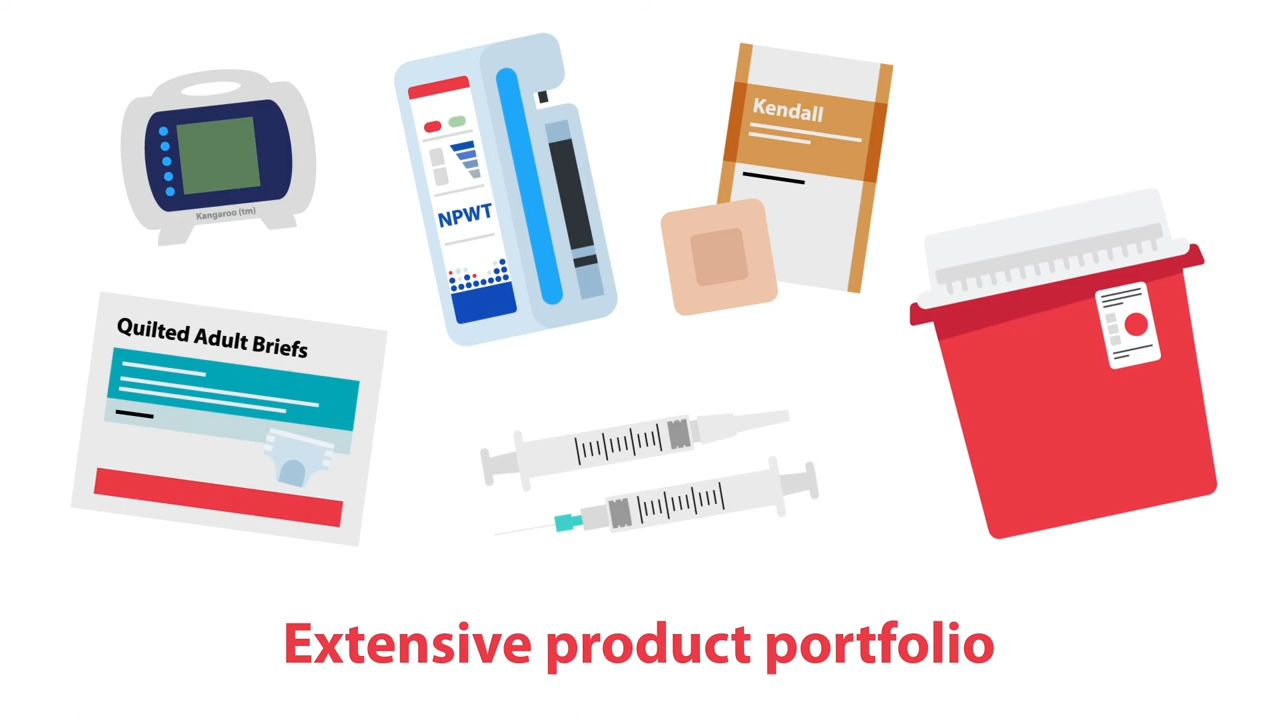 Kangaroo (tm)
NPWT
Kendall
Quilted Adult Briefs
Extensive product portfolio